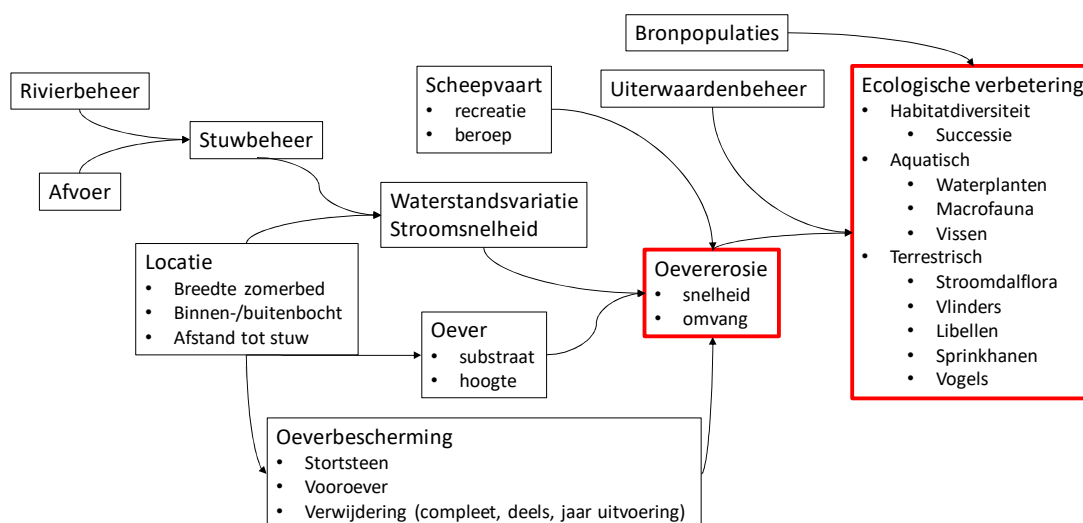 Bronpopulaties
Rivierbeheer
Afvoer
Stuwbeheer
Scheepvaart
• recreatie
• beroep
Uiterwaardenbeheer
Waterstandsvariatie
Stroomsnelheid
Locatie
• Breedte zomerbed
• Binnen-/buitenbocht
• Afstand tot stuw
Oever
• substraat
• hoogte
Oeverbescherming
• Stortsteen
• Vooroever
• Verwijdering (compleet, deels, jaar uitvoering)
Oevererosie
• snelheid
• omvang
Ecologische verbetering
• Habitatdiversiteit
• Successie
• Aquatisch
• Waterplanten
• Macrofauna
• Vissen
• Terrestrisch
• Stroomdalflora
• Vlinders
• Libellen
• Sprinkhanen
• Vogels